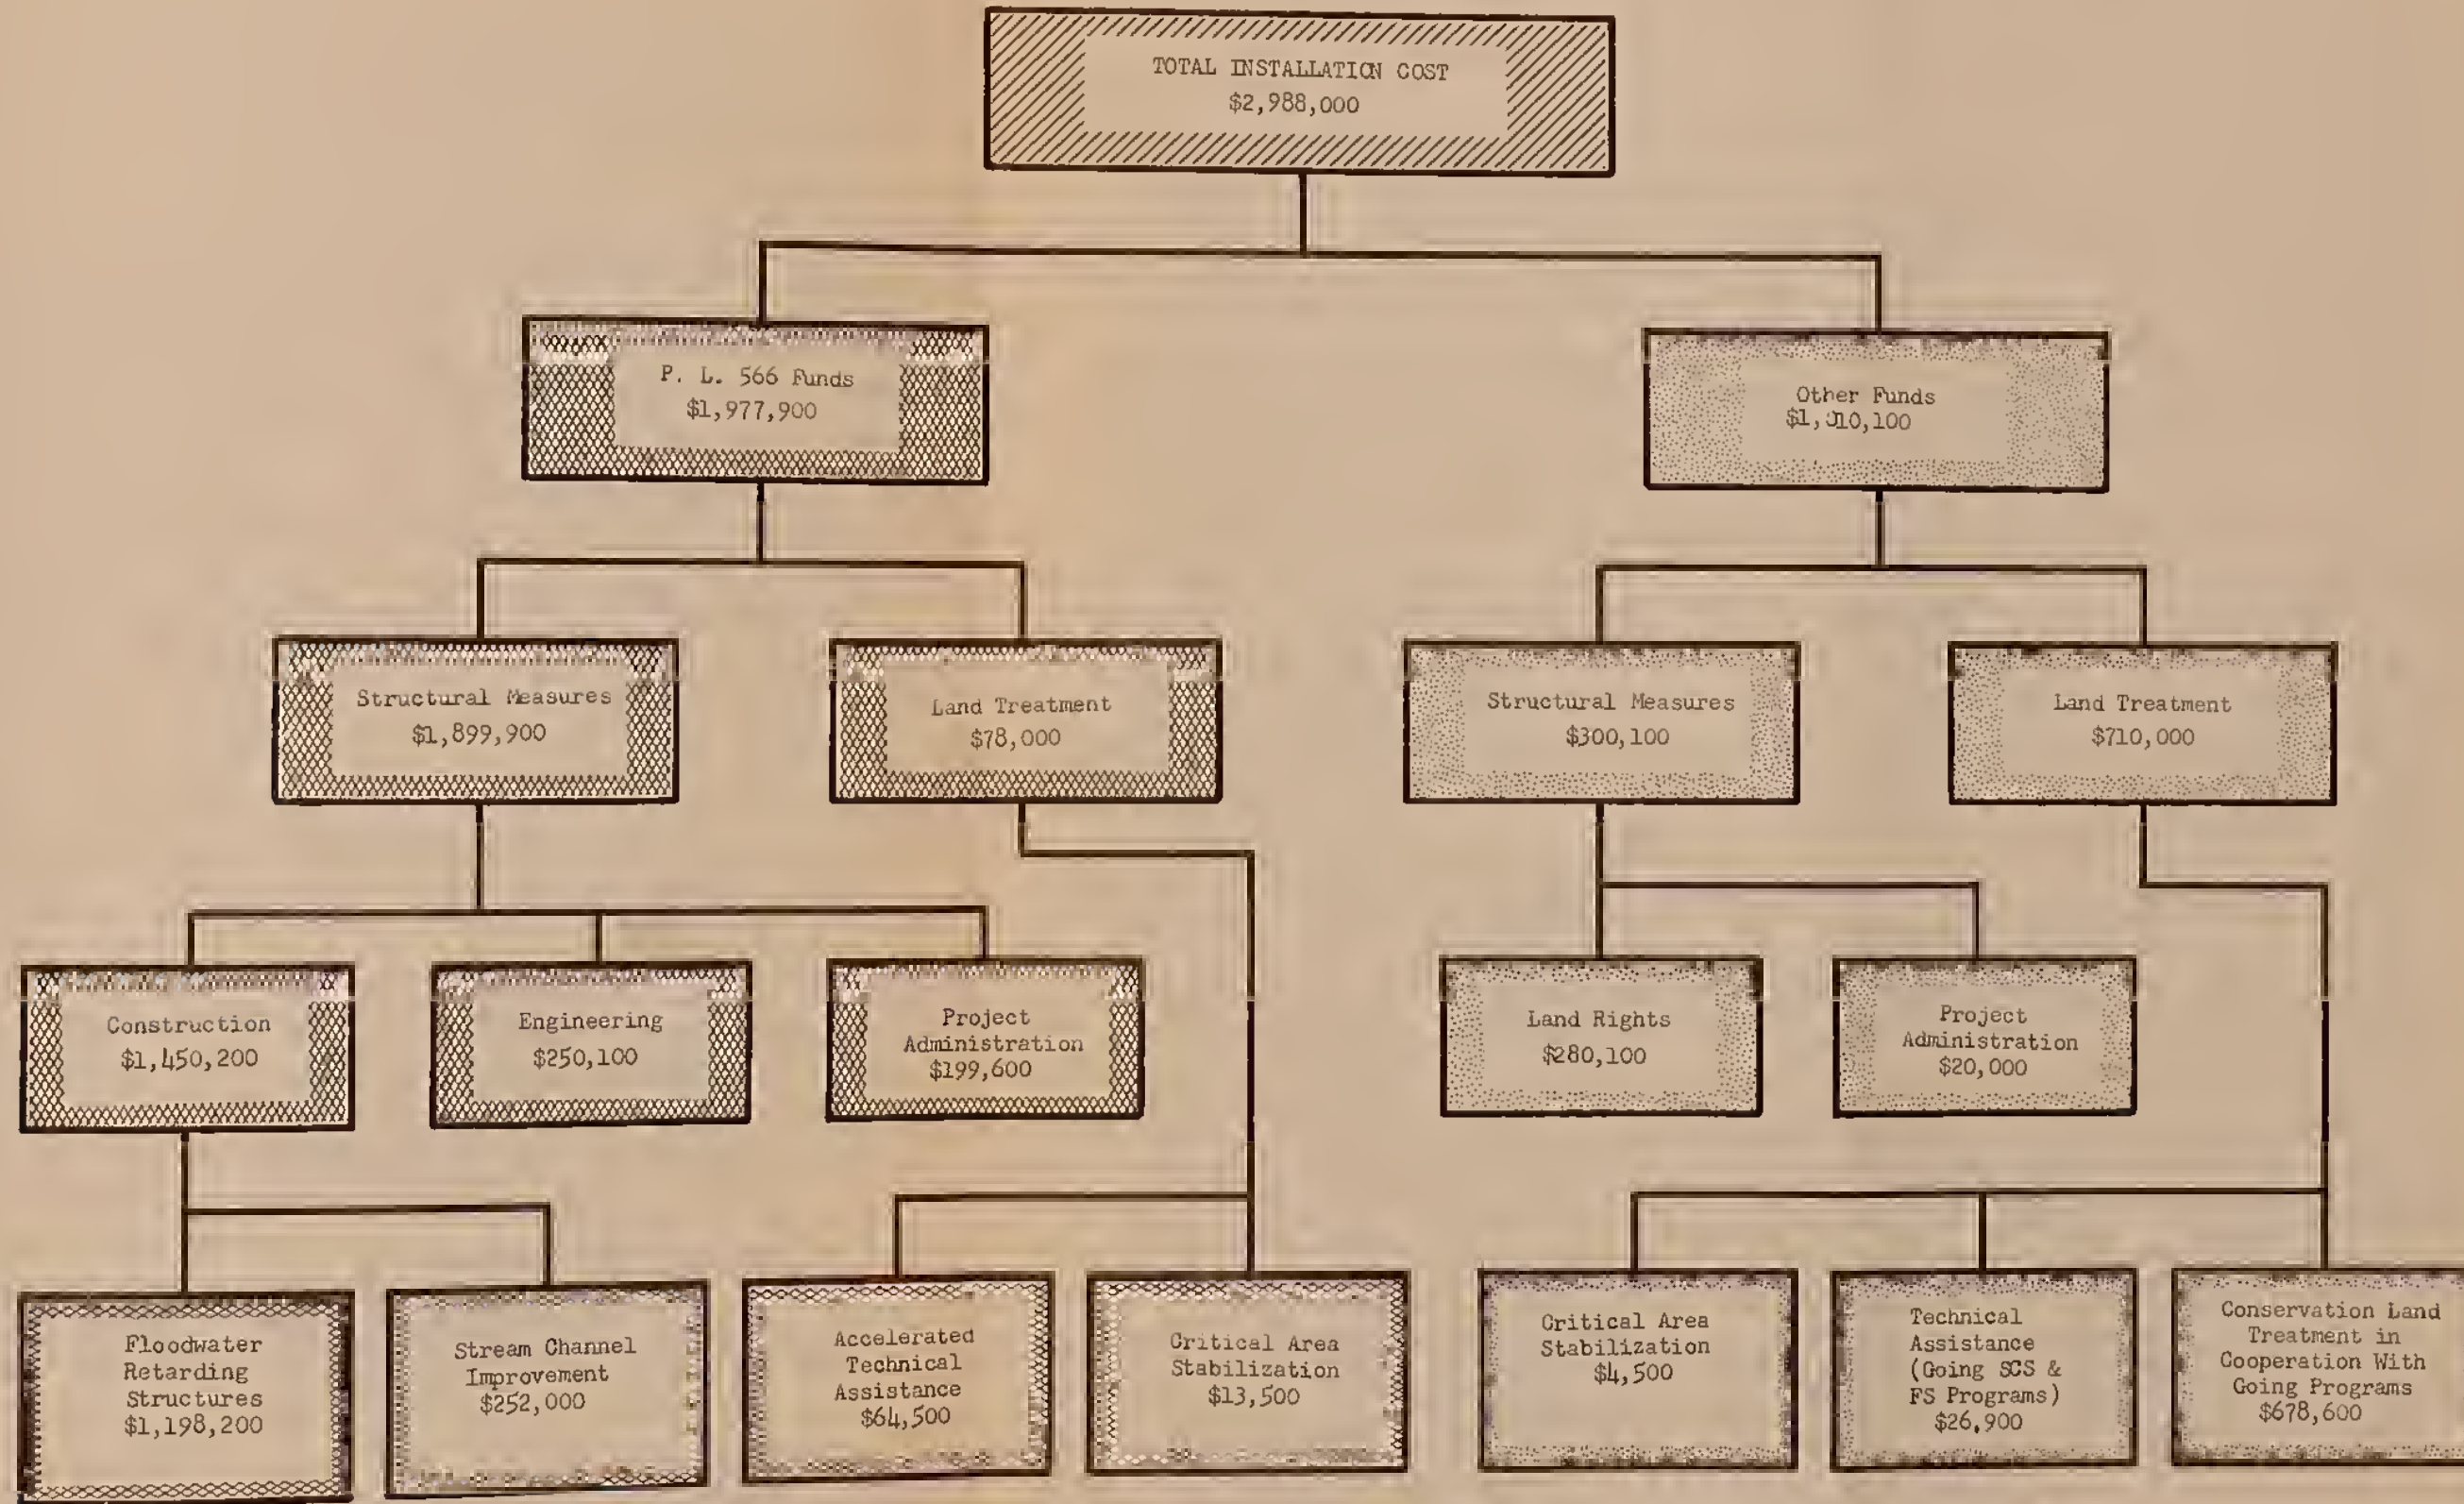 TOTAL INSTALLATION COST
$2,988,000
P. L. 566 Funds
$1,977,900
Other Funds
$1,010,100
Structural Measures
$1,899,900
Land Treatment
$78,000
Structural Measures
$300,100
Land Treatment
$710,000
Construction
$1,450,200
Engineering
$250,100
Project
Administration
$199,600
Land Rights
$280,100
Project
Administration
$20,000
Floodwater
Retarding
Structures
$1,198,200
Stream Channel
Improvement
$252,000
Accelerated
Technical
Assistance
$64,500
Critical Area
Stabilization
$13,500
Critical Area
Stabilization
$4,500
Technical
Assistance
(Going SCS &
FS Programs)
$26,900
Conservation Land
Treatment in
Cooperation With
Going Programs
$678,600